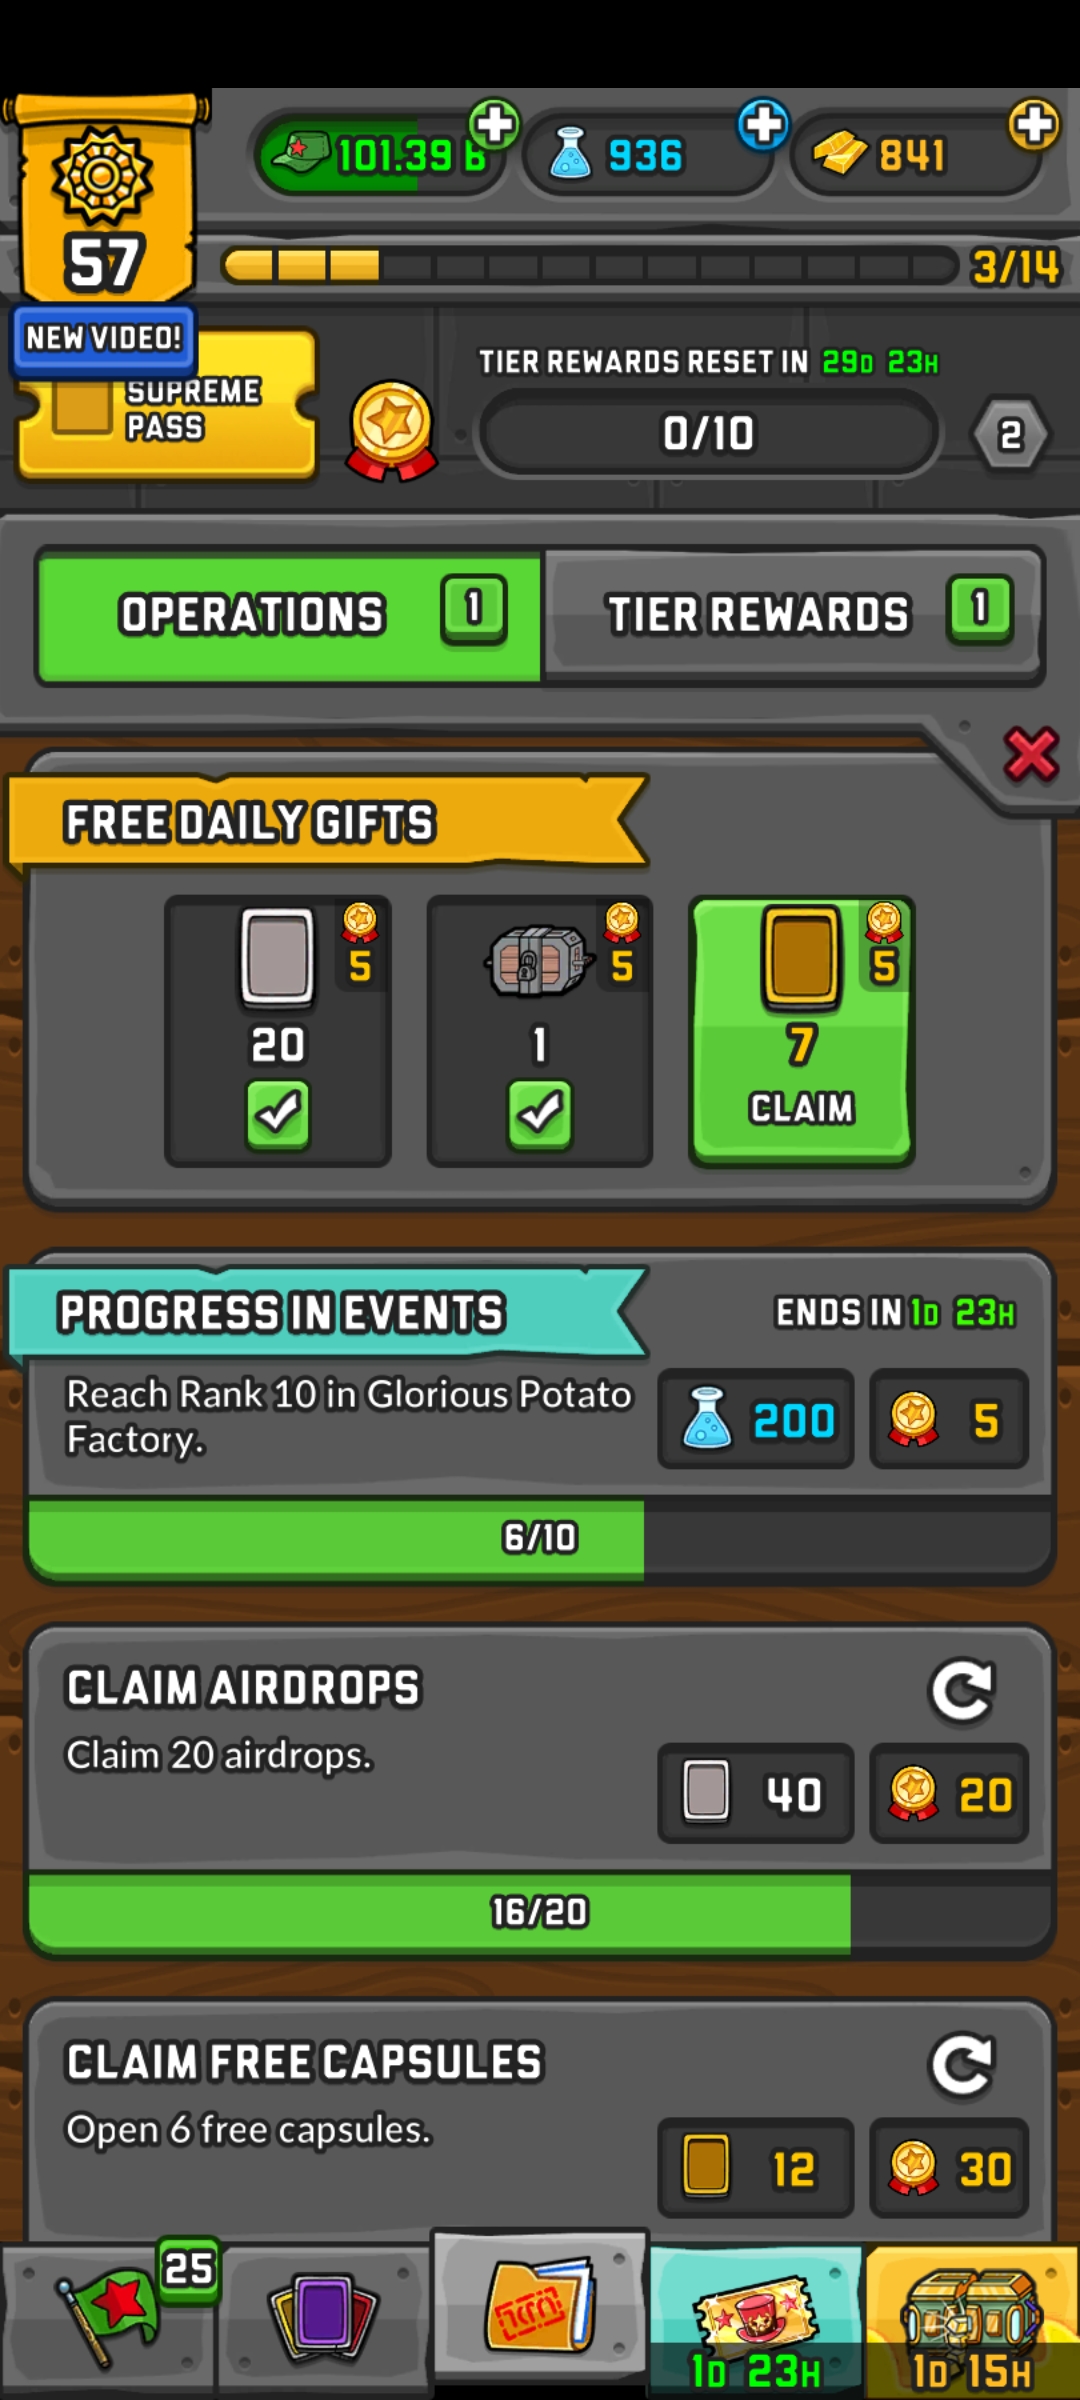 101.39 B
936
841
57
3/14
NEW VIDEO!
SUPREME
PASS
TIER REWARDS RESET IN 29D 23H
0/10
2
OPERATIONS 1
TIER REWARDS 1
FREE DAILY GIFTS
5
5
5
20
1
7
CLAIM
PROGRESS IN EVENTS
ENDS IN 1D 23H
Reach Rank 10 in Glorious Potato
Factory.
200
5
6/10
CLAIM AIRDROPS
Claim 20 airdrops.
40
20
16/20
CLAIM FREE CAPSULES
Open 6 free capsules.
12
30
25
1D 23H
1D 15H